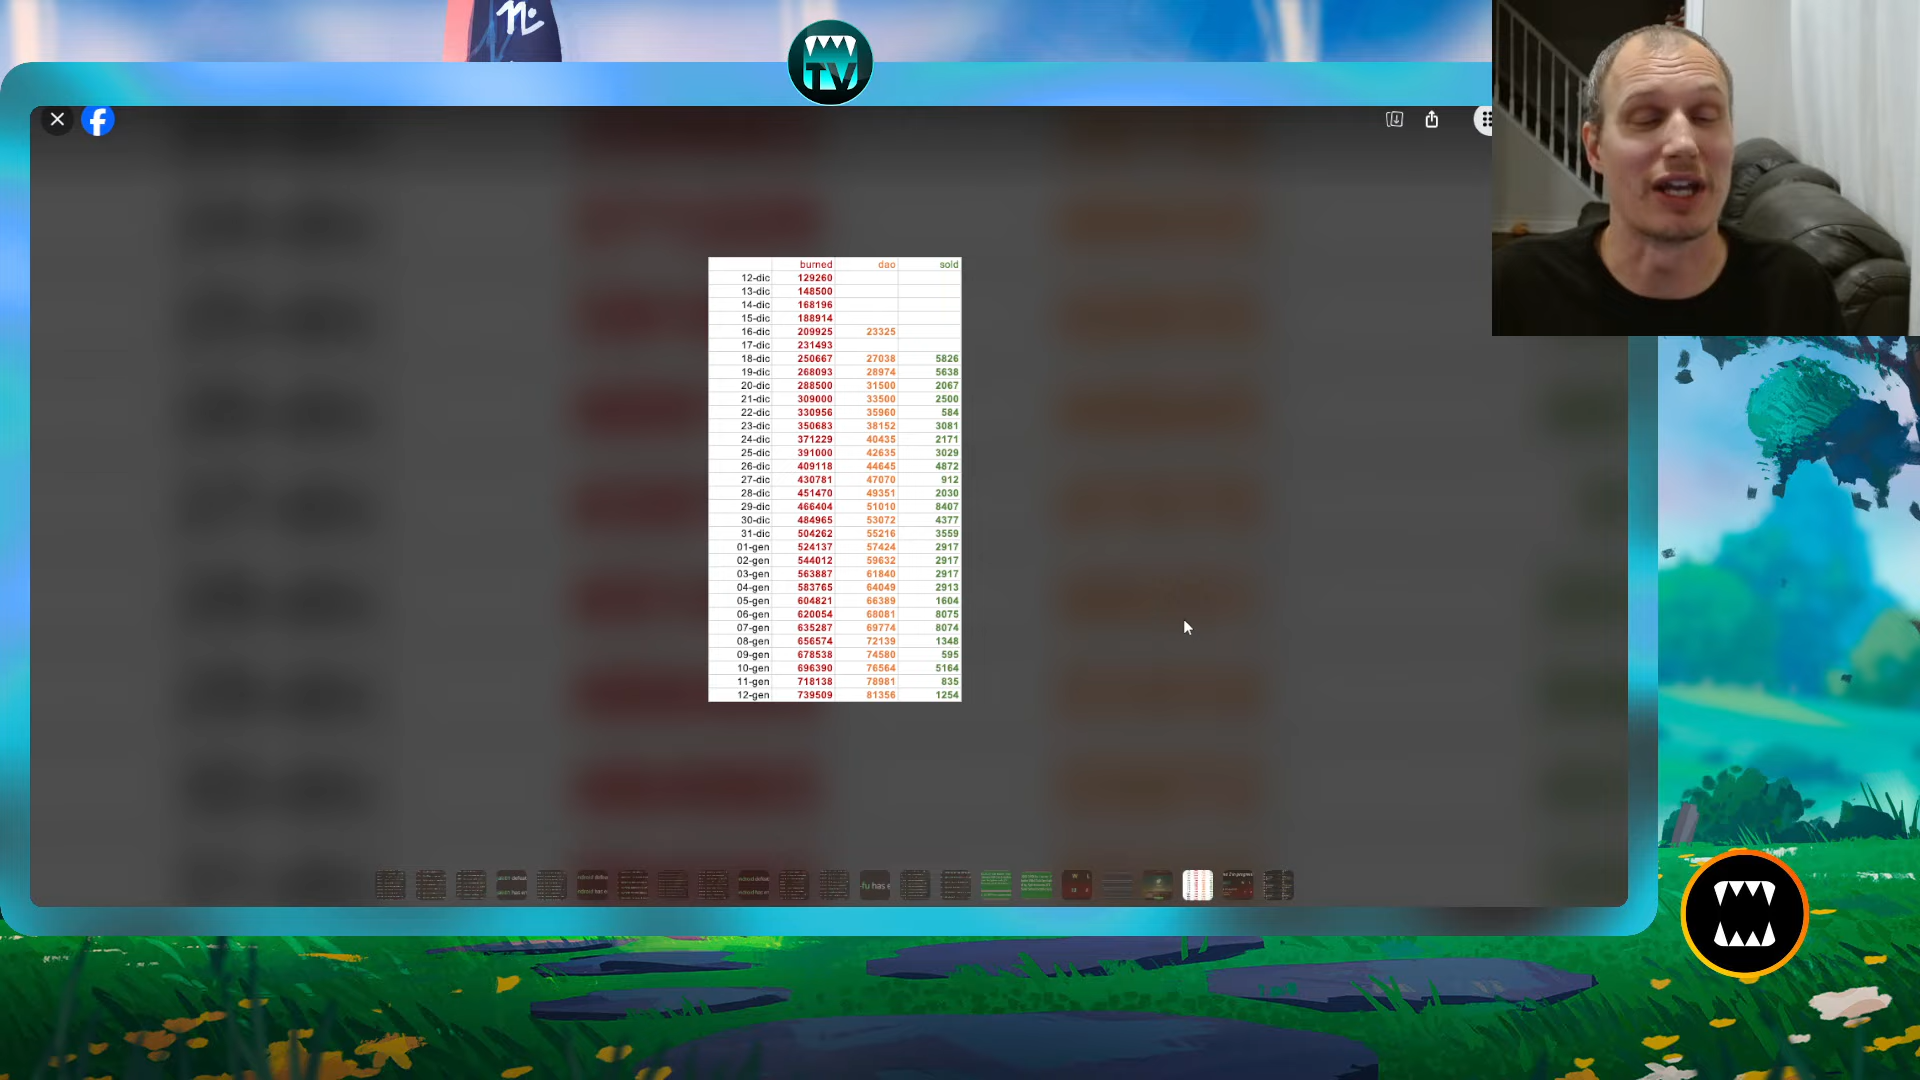 TV
burned dao sold
12-dic 129260
13-dic 148500
14-dic 168196
15-dic 188914
16-dic 209925 23325
17-dic 231493
18-dic 250667 27038 5826
19-dic 268093 28974 5638
20-dic 288500 31500 2067
21-dic 309000 33500 2500
22-dic 330956 35960 584
23-dic 350683 38152 3081
24-dic 371229 40435 2171
25-dic 391000 42635 3029
26-dic 409118 44645 4872
27-dic 430781 47070 912
28-dic 451470 49351 2030
29-dic 466404 51010 8407
30-dic 484965 53072 4377
31-dic 504262 55216 3559
01-gen 524137 57424 2917
02-gen 544012 59632 2917
03-gen 563887 61840 2917
04-gen 583765 64049 2913
05-gen 604821 66389 1604
06-gen 620054 68081 8075
07-gen 635287 69774 8074
08-gen 656574 72139 1348
09-gen 678538 74580 595
10-gen 696390 76564 5164
11-gen 718138 78981 835
12-gen 739509 81356 1254